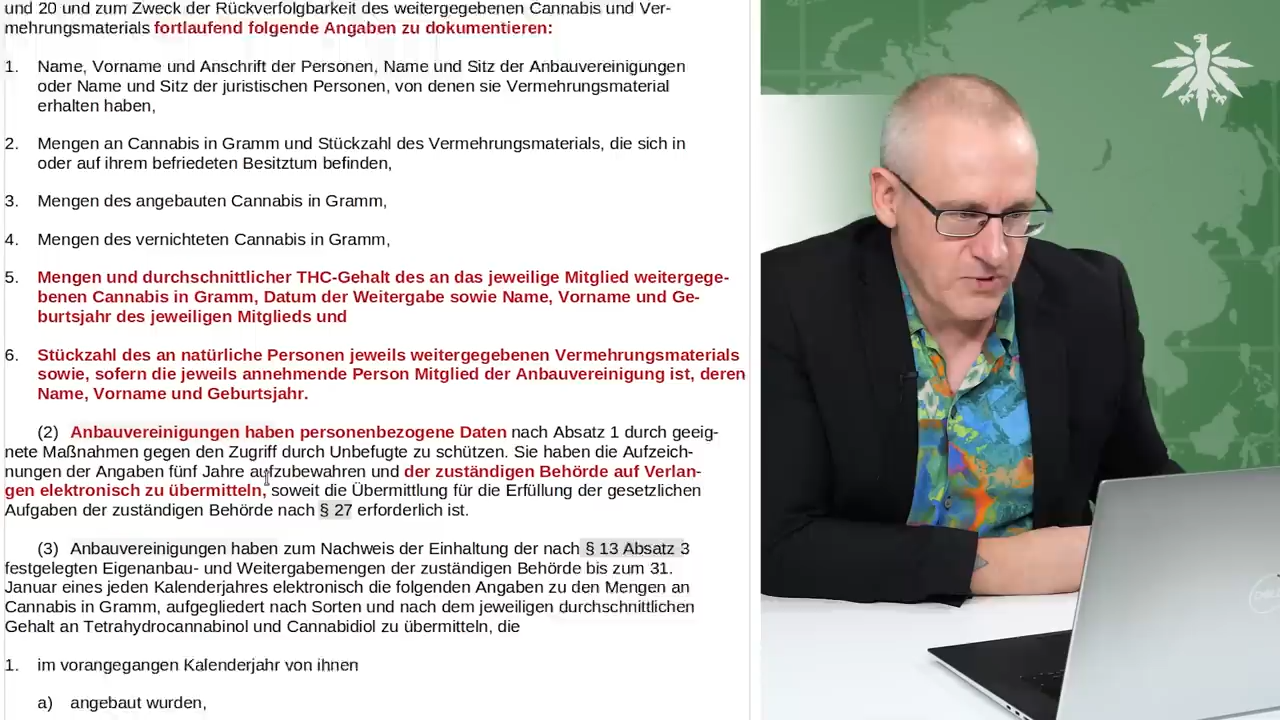 und 20 und zum Zweck der Rückverfolgbarkeit des weitergegebenen Cannabis und Ver-
mehrungsmaterials fortlaufend folgende Angaben zu dokumentieren:
1. Name, Vorname und Anschrift der Personen, Name und Sitz der Anbauvereinigungen
oder Name und Sitz der juristischen Personen, von denen sie Vermehrungsmaterial
erhalten haben,
2. Mengen an Cannabis in Gramm und Stückzahl des Vermehrungsmaterials, die sich in
oder auf ihrem befriedeten Besitztum befinden,
3. Mengen des angebauten Cannabis in Gramm,
4. Mengen des vernichteten Cannabis in Gramm,
5. Mengen und durchschnittlicher THC-Gehalt des an das jeweilige Mitglied weitergege-
benen Cannabis in Gramm, Datum der Weitergabe sowie Name, Vorname und Ge-
burtsjahr des jeweiligen Mitglieds und
6. Stückzahl des an natürliche Personen jeweils weitergegebenen Vermehrungsmaterials
sowie, sofern die jeweils annehmende Person Mitglied der Anbauvereinigung ist, deren
Name, Vorname und Geburtsjahr.
(2) Anbauvereinigungen haben personenbezogene Daten nach Absatz 1 durch geeig-
nete Maßnahmen gegen den Zugriff durch Unbefugte zu schützen. Sie haben die Aufzeich-
nungen der Angaben fünf Jahre aufzubewahren und der zuständigen Behörde auf Verlan-
gen elektronisch zu übermitteln, soweit die Übermittlung für die Erfüllung der gesetzlichen
Aufgaben der zuständigen Behörde nach § 27 erforderlich ist.
(3) Anbauvereinigungen haben zum Nachweis der Einhaltung der nach § 13 Absatz 3
festgelegten Eigenanbau- und Weitergabemengen der zuständigen Behörde bis zum 31.
Januar eines jeden Kalenderjahres elektronisch die folgenden Angaben zu den Mengen an
Cannabis in Gramm, aufgegliedert nach Sorten und nach dem jeweiligen durchschnittlichen
Gehalt an Tetrahydrocannabinol und Cannabidiol zu übermitteln, die
1. im vorangegangen Kalenderjahr von ihnen
a) angebaut wurden,